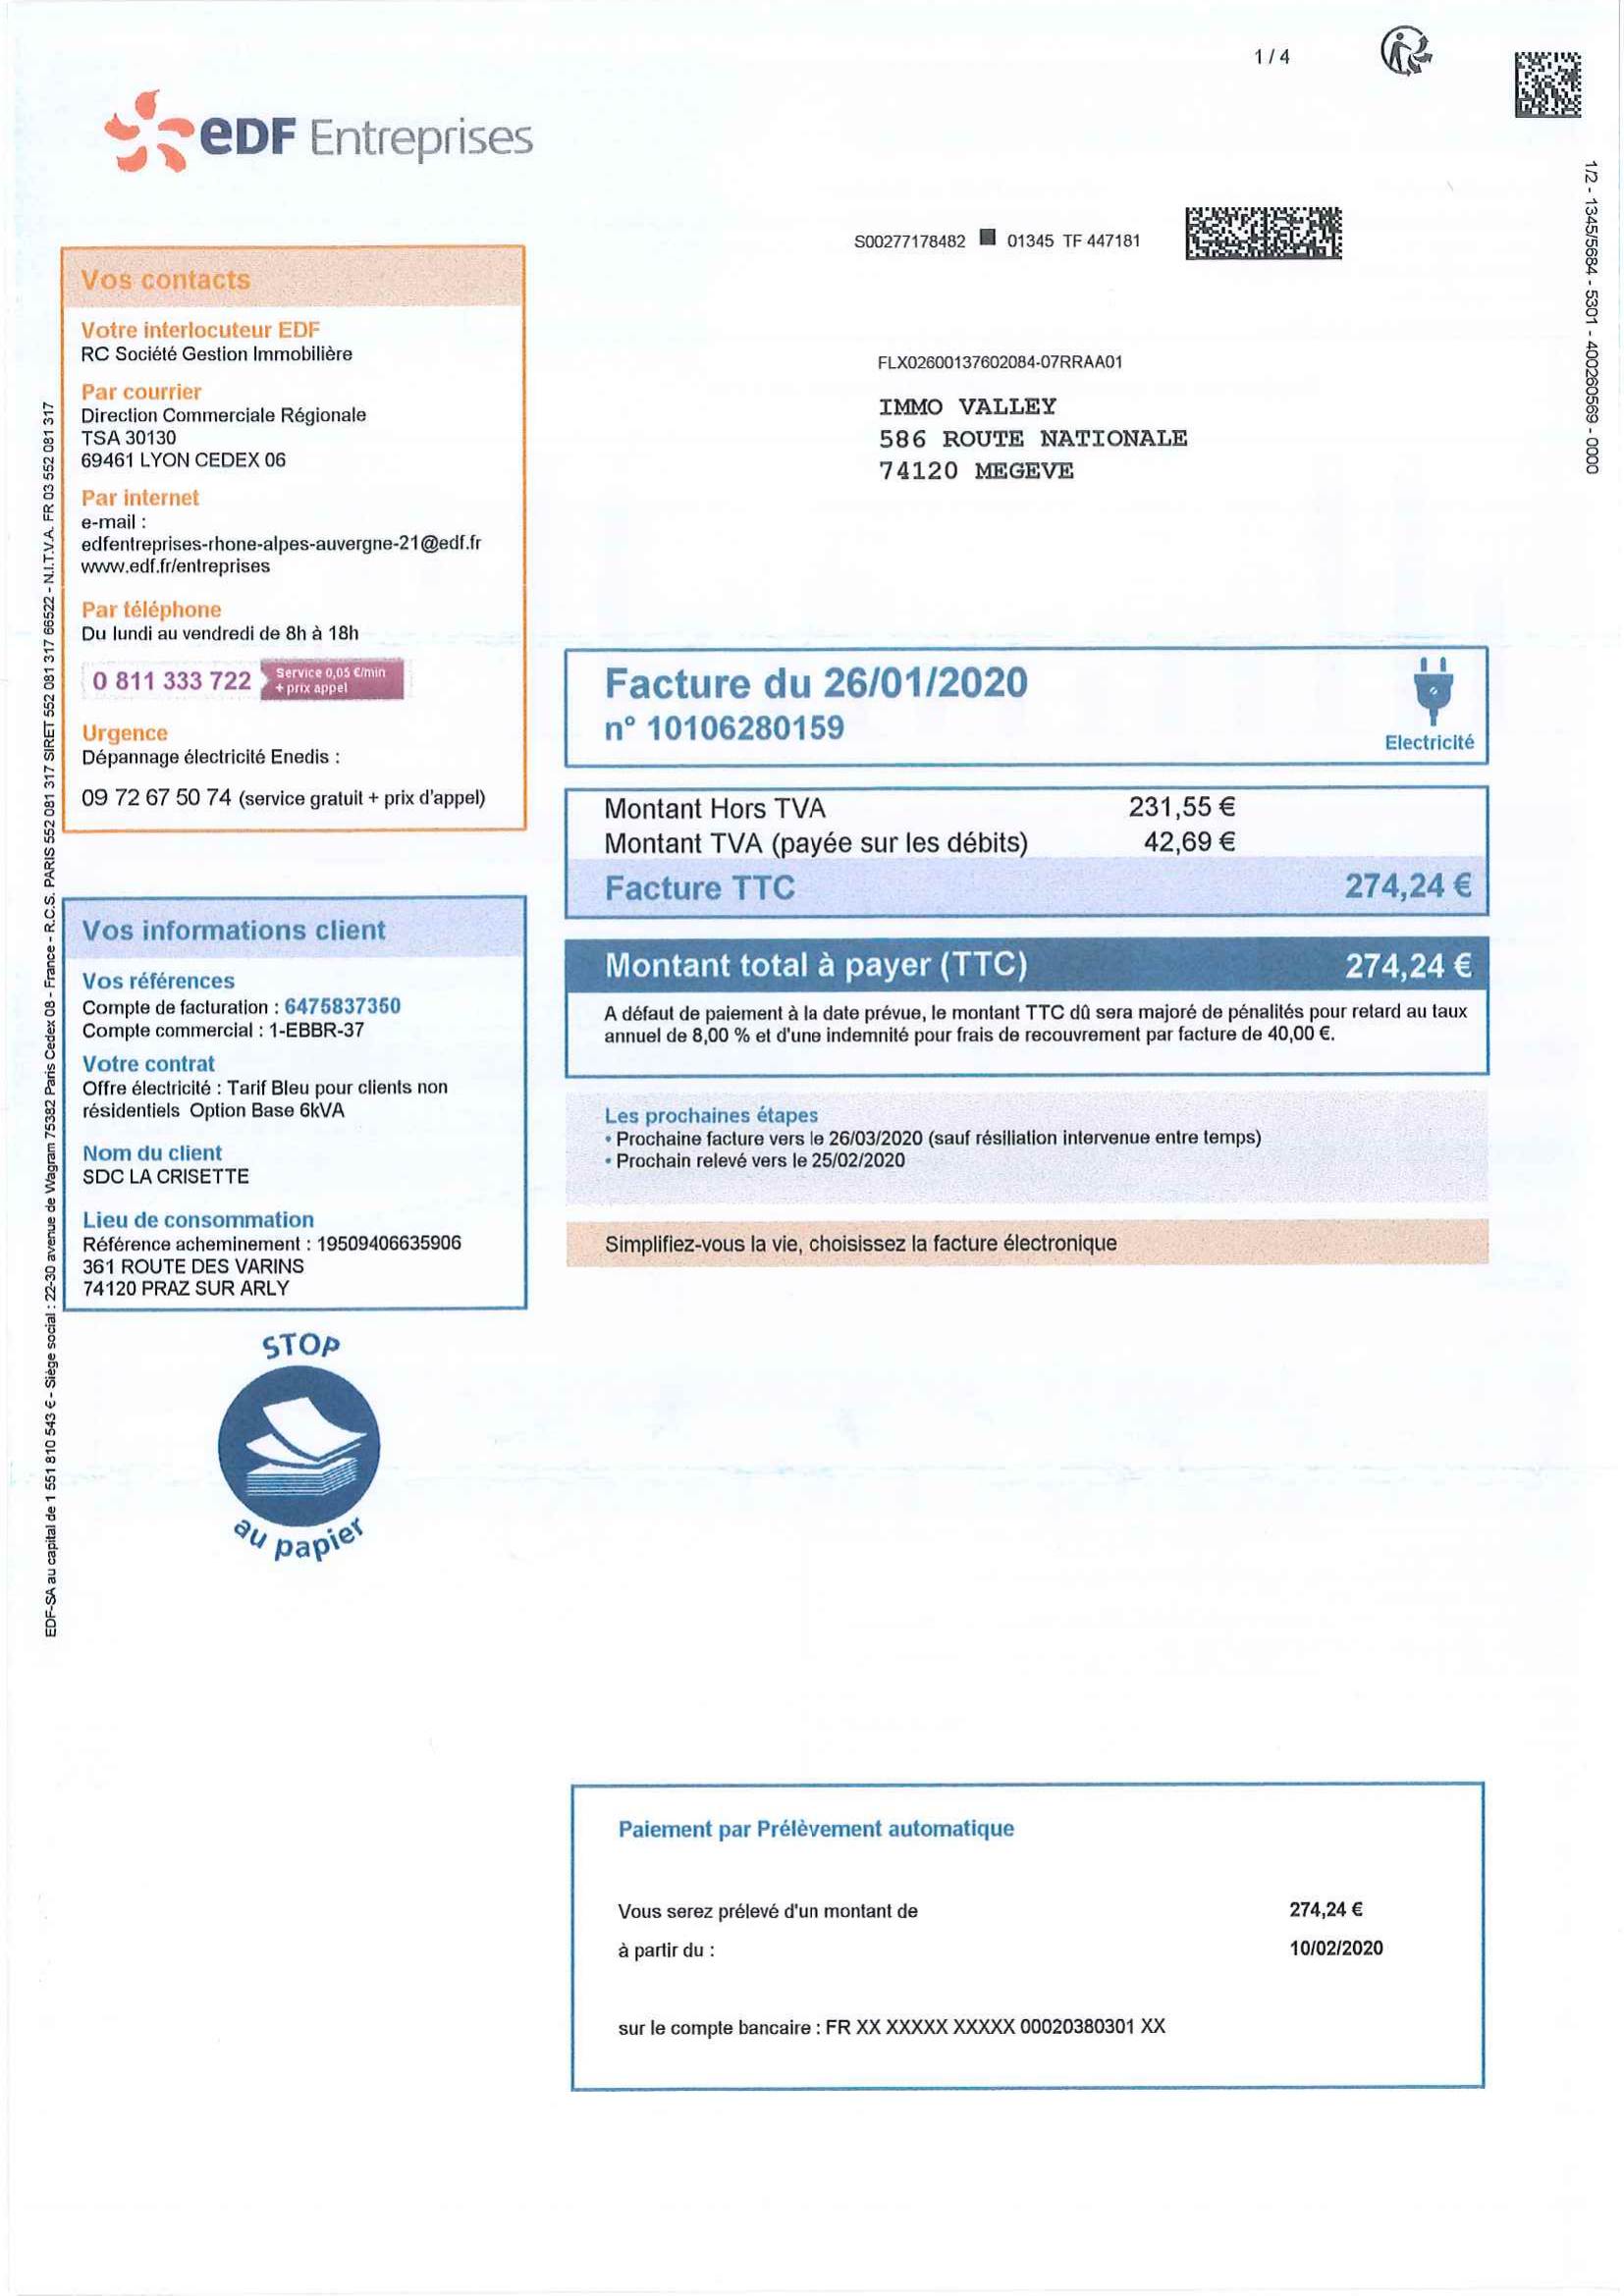 1 / 4
eDF Entreprises
S00277178482 01345 TF 447181
1/2 - 1345/5684 - 5301 - 400260569 - 0000
FLX02600137602084-07RRAA01
IMMO VALLEY
586 ROUTE NATIONALE
74120 MEGEVE
Vos contacts
Votre interlocuteur EDF
RC Société Gestion Immobilière
Par courrier
Direction Commerciale Régionale
TSA 30130
69461 LYON CEDEX 06
Par internet
e-mail :
edfentreprises-rhone-alpes-auvergne-21@edf.fr
www.edf.fr/entreprises
Par téléphone
Du lundi au vendredi de 8h à 18h
0 811 333 722 Service 0,05 €/min
+ prix appel
Urgence
Dépannage électricité Enedis :
09 72 67 50 74 (service gratuit + prix d'appel)
Vos informations client
Vos références
Compte de facturation : 6475837350
Compte commercial : 1-EBBR-37
Votre contrat
Offre électricité : Tarif Bleu pour clients non
résidentiels Option Base 6kVA
Nom du client
SDC LA CRISETTE
Lieu de consommation
Référence acheminement : 19509406635906
361 ROUTE DES VARINS
74120 PRAZ SUR ARLY
STOP
au papier
EDF-SA au capital de 1 551 810 543 € - Siège social : 22-30 avenue de Wagram 75382 Paris Cedex 08 - France - R.C.S. PARIS 552 081 317 SIRET 552 081 317 66522 - N.I.T.V.A. FR 03 552 081 317
Facture du 26/01/2020
n° 10106280159
Electricité
Montant Hors TVA 231,55 €
Montant TVA (payée sur les débits) 42,69 €
Facture TTC 274,24 €
Montant total à payer (TTC) 274,24 €
A défaut de paiement à la date prévue, le montant TTC dû sera majoré de pénalités pour retard au taux
annuel de 8,00 % et d'une indemnité pour frais de recouvrement par facture de 40,00 €.
Les prochaines étapes
• Prochaine facture vers le 26/03/2020 (sauf résiliation intervenue entre temps)
• Prochain relevé vers le 25/02/2020
Simplifiez-vous la vie, choisissez la facture électronique
Paiement par Prélèvement automatique
Vous serez prélevé d'un montant de 274,24 €
à partir du : 10/02/2020
sur le compte bancaire : FR XX XXXXX XXXXX 00020380301 XX